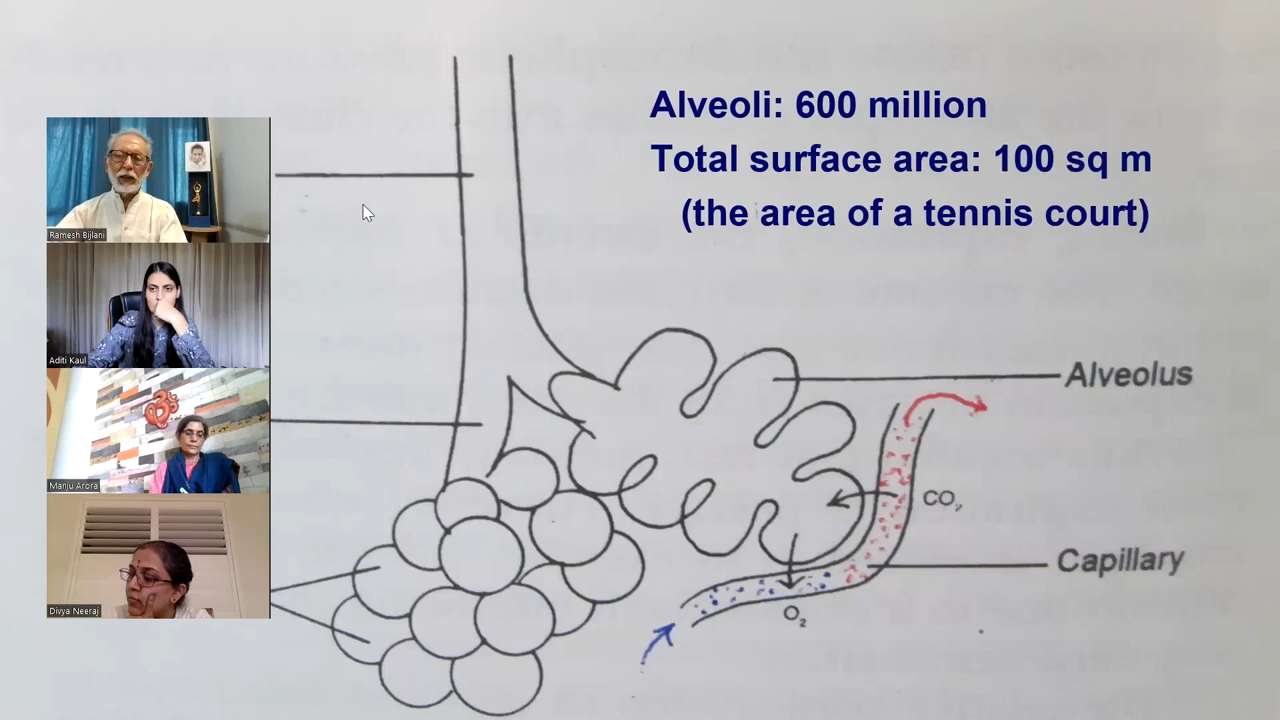 Alveoli: 600 million
Total surface area: 100 sq m
(the area of a tennis court)
Ramesh Bijlani
Aditi Kaul
Manju Arora
Divya Neeraj
Alveolus
CO₂
Capillary
O₂